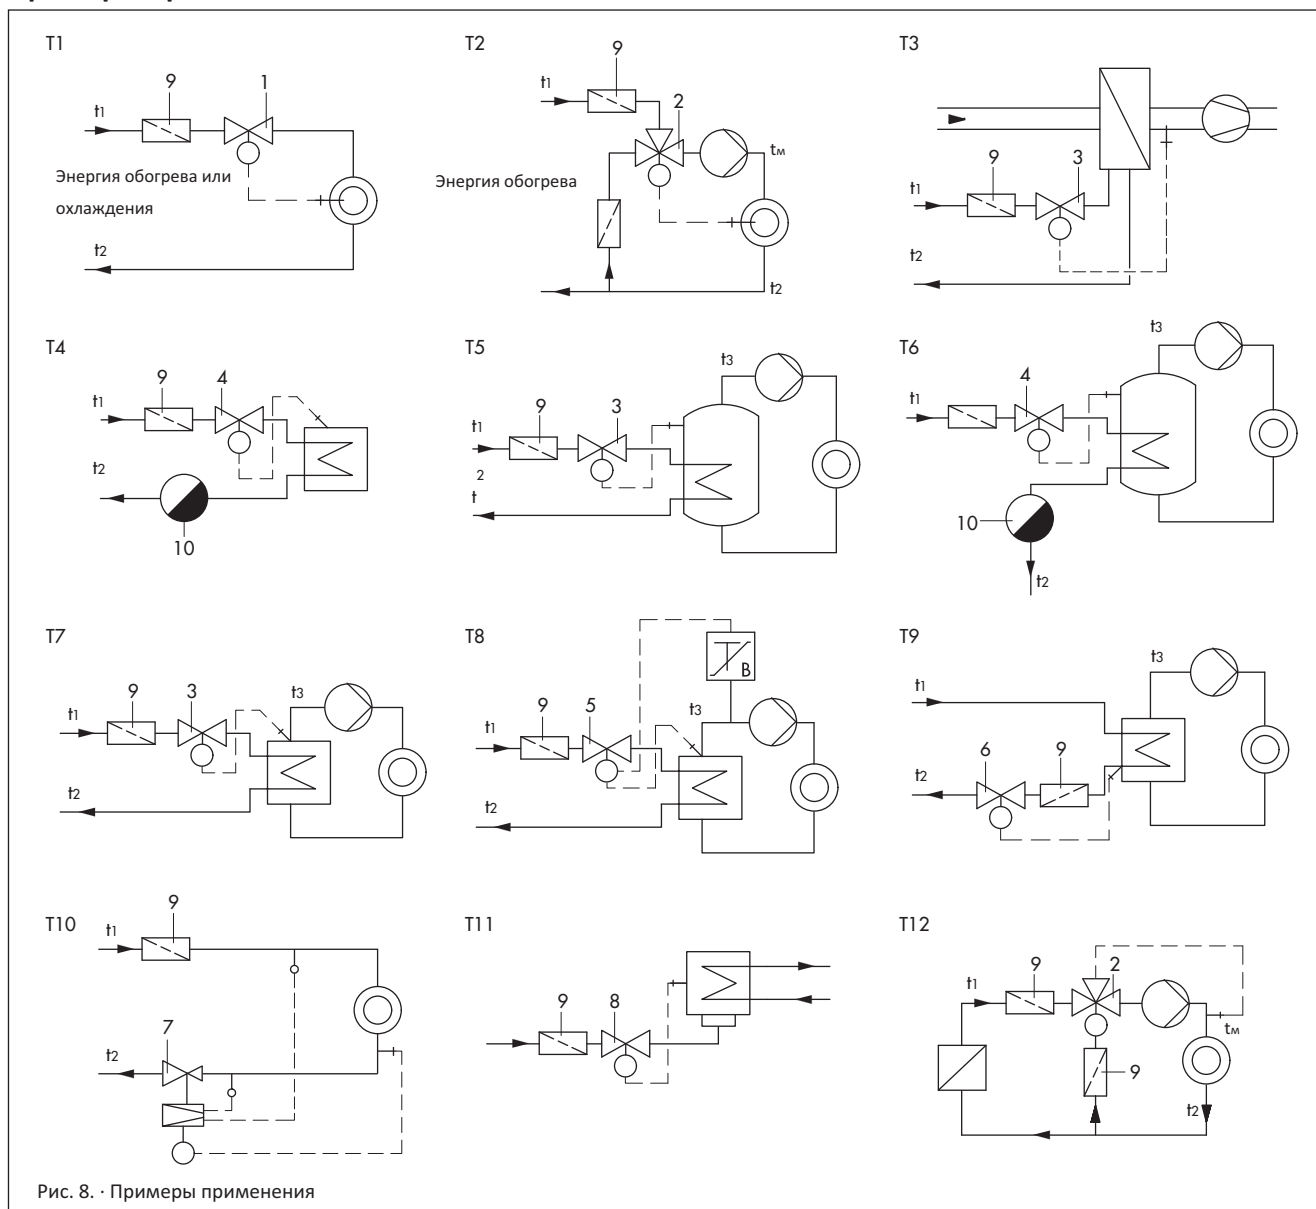 T1
9
1
t1
Энергия обогрева или
охлаждения
t2
T2
9
t1
2
tм
Энергия обогрева
t2
T3
9
3
t1
t2
T4
9
4
t1
t2
10
T5
t3
9
3
t1
2
t
T6
t3
4
t1
10
t2
T7
9
3
t3
t1
t2
T8
B
9
5
t3
t1
t2
T9
t3
t1
6
9
t2
T10
9
t1
7
t2
T11
9
8
T12
9
2
t1
tм
9
t2
Рис. 8. · Примеры применения